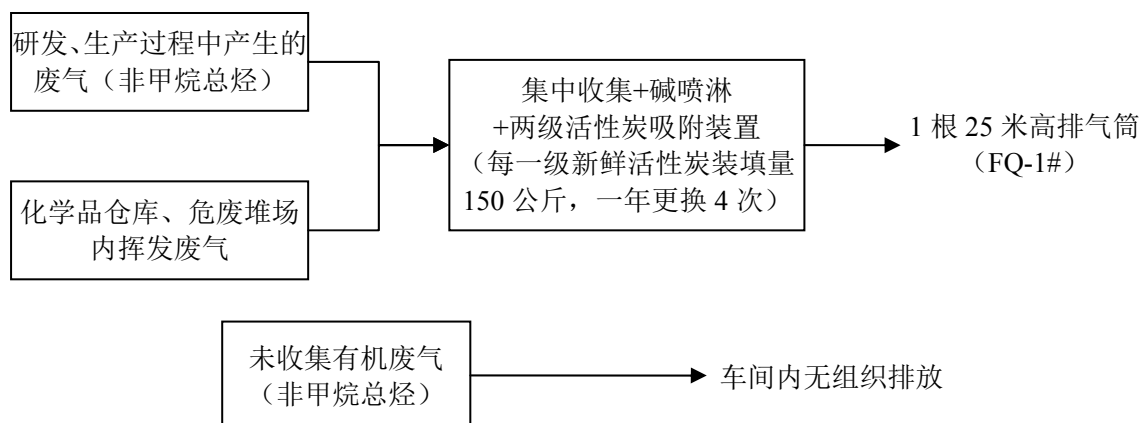 研发、生产过程中产生的
废气（非甲烷总烃）
化学品仓库、危废堆场
内挥发废气
集中收集+碱喷淋
+两级活性炭吸附装置
（每一级新鲜活性炭装填量
150 公斤，一年更换 4 次）
1 根 25 米高排气筒
（FQ-1#）
未收集有机废气
（非甲烷总烃）
车间内无组织排放